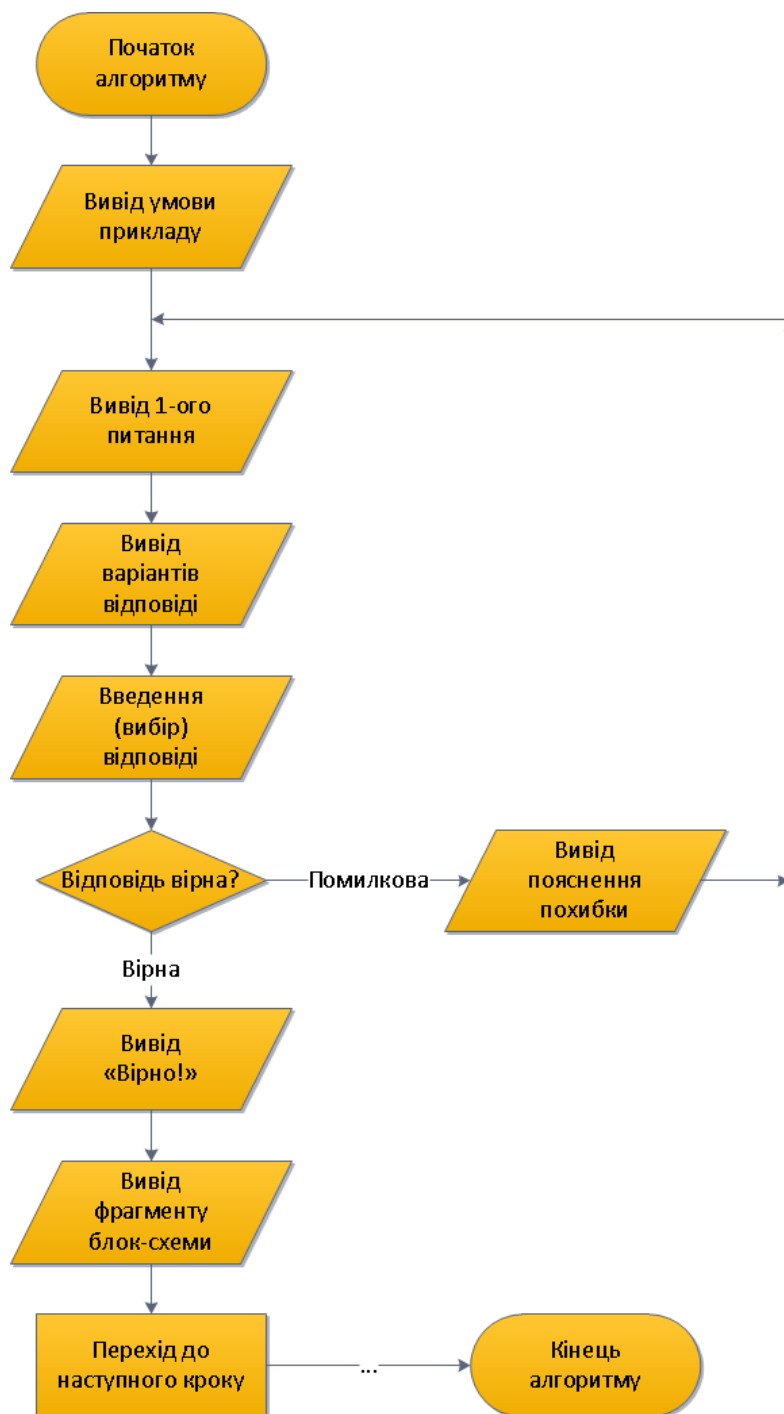 Початок
алгоритму
Вивід умови
прикладу
Вивід 1-ого
питання
Вивід
варіантів
відповіді
Введення
(вибір)
відповіді
Відповідь вірна?
Помилкова
Вивід
пояснення
похибки
Вірна
Вивід
«Вірно!»
Вивід
фрагменту
блок-схеми
Перехід до
наступного кроку
...
Кінець
алгоритму